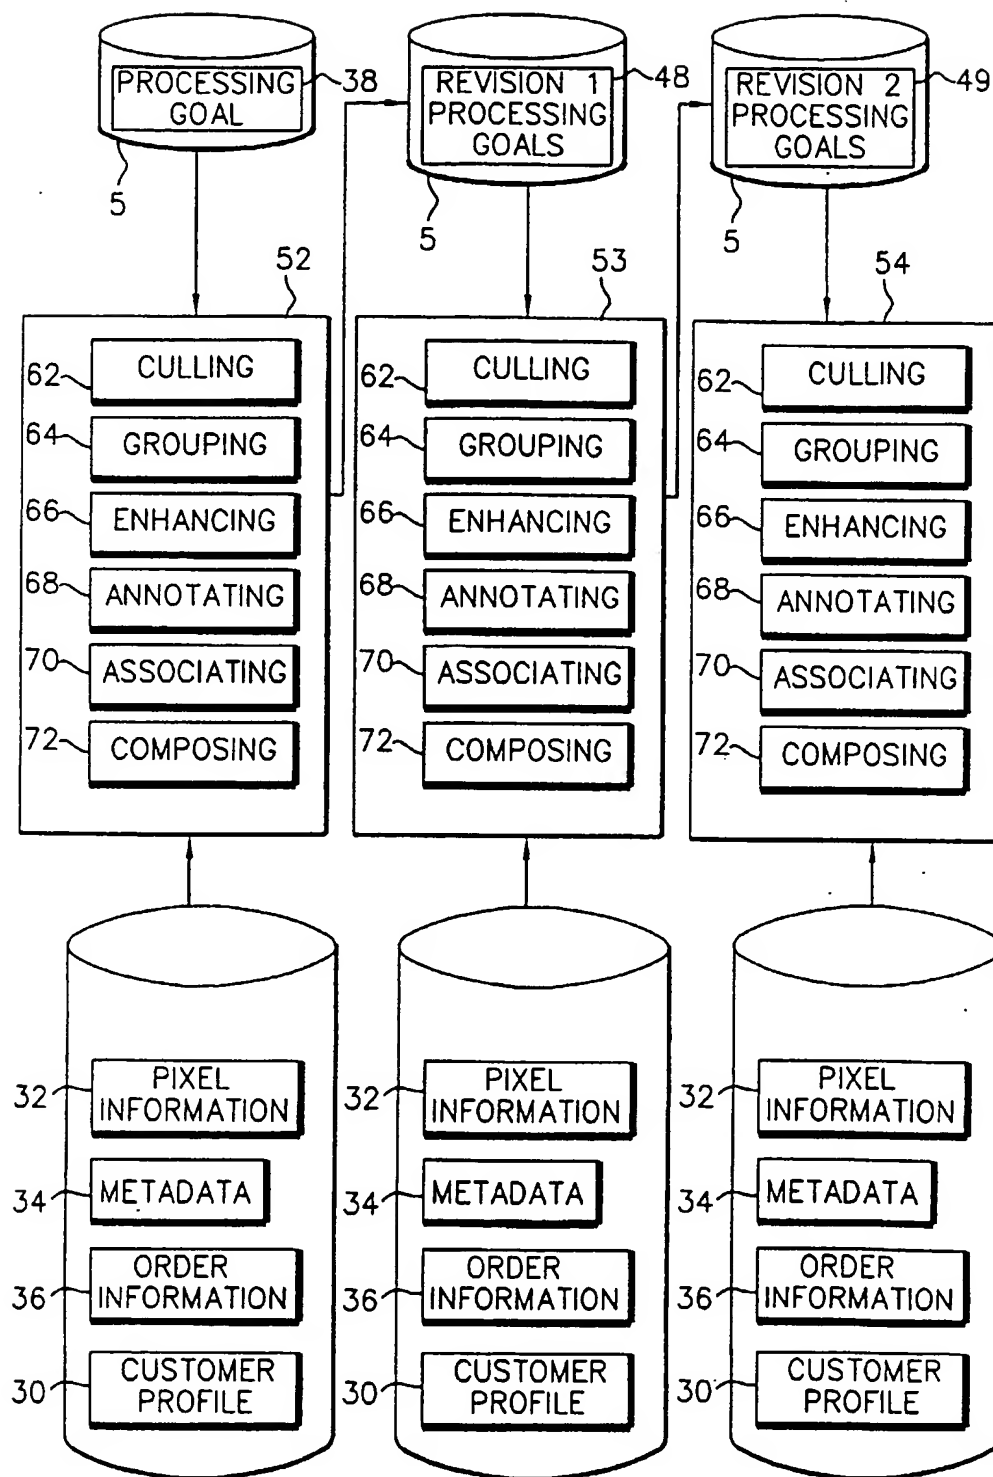 PROCESSING
GOAL
38
5
REVISION 1
PROCESSING
GOALS
48
5
REVISION 2
PROCESSING
GOALS
49
5
52
62
CULLING
64
GROUPING
66
ENHANCING
68
ANNOTATING
70
ASSOCIATING
72
COMPOSING
53
62
CULLING
64
GROUPING
66
ENHANCING
68
ANNOTATING
70
ASSOCIATING
72
COMPOSING
54
62
CULLING
64
GROUPING
66
ENHANCING
68
ANNOTATING
70
ASSOCIATING
72
COMPOSING
32
PIXEL
INFORMATION
34
METADATA
36
ORDER
INFORMATION
30
CUSTOMER
PROFILE
32
PIXEL
INFORMATION
34
METADATA
36
ORDER
INFORMATION
30
CUSTOMER
PROFILE
32
PIXEL
INFORMATION
34
METADATA
36
ORDER
INFORMATION
30
CUSTOMER
PROFILE